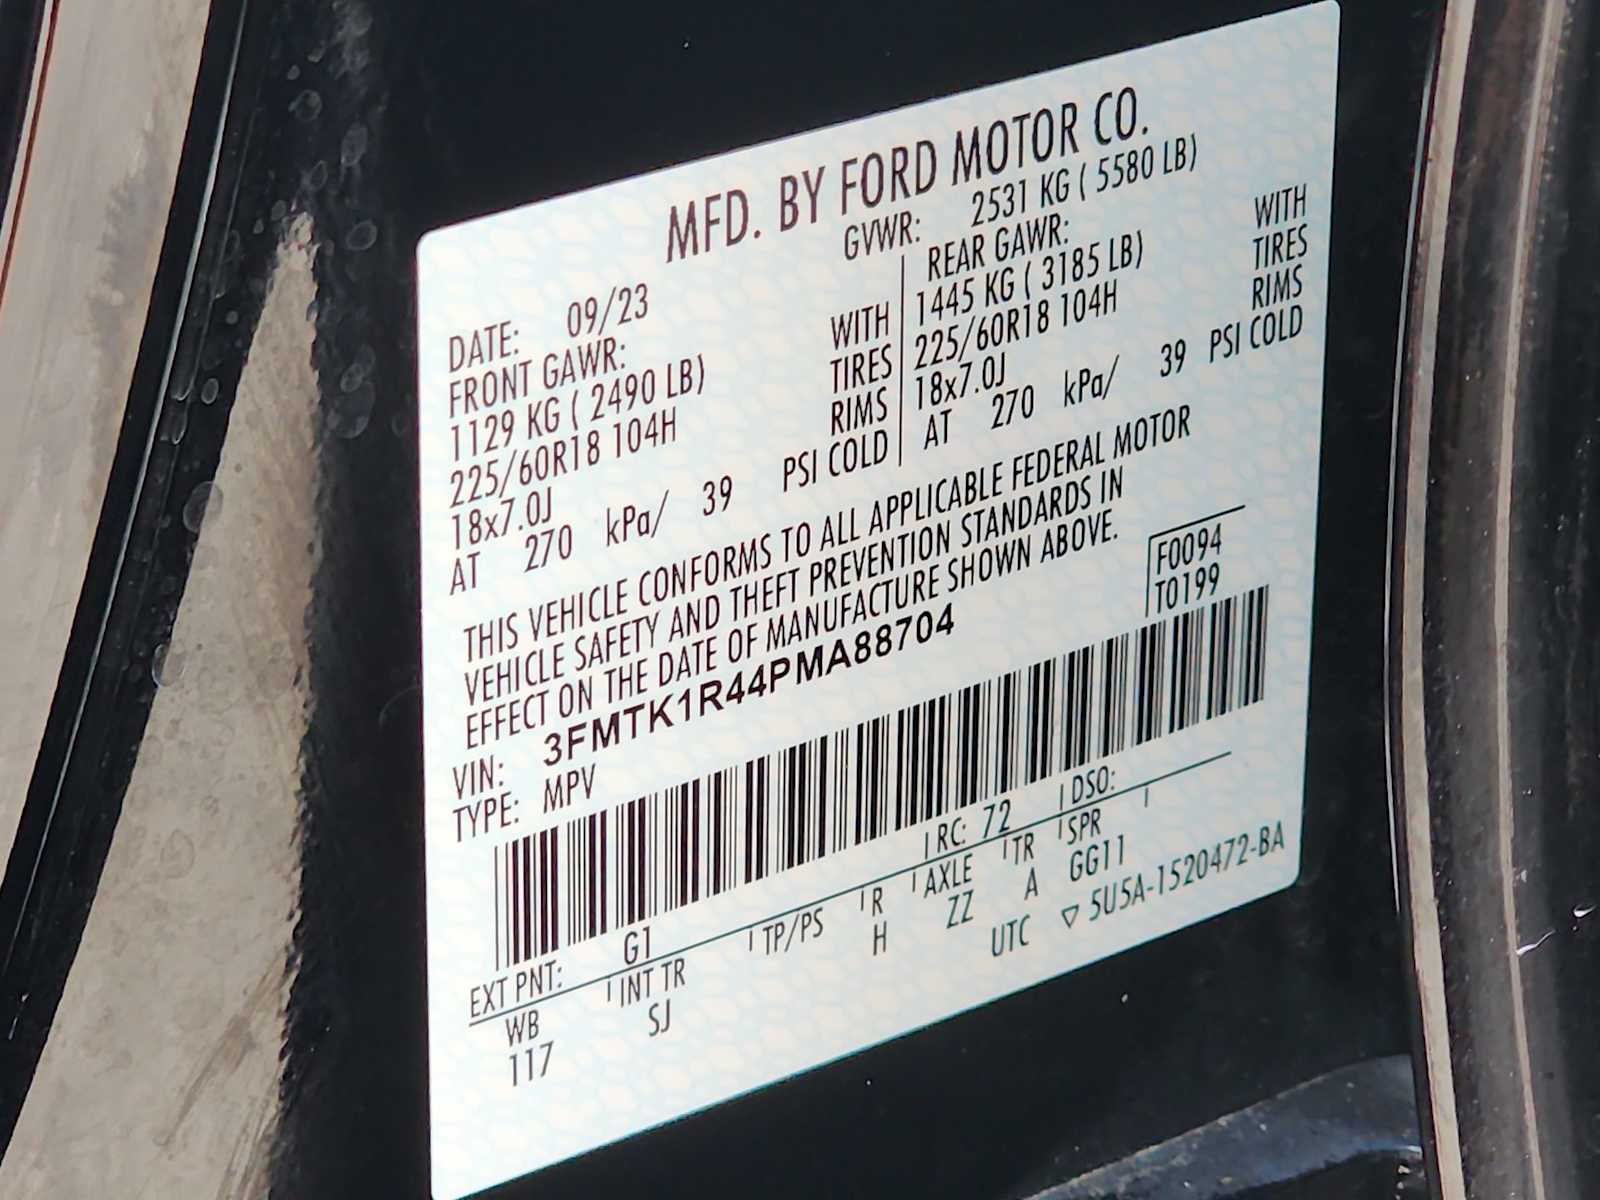 MFD. BY FORD MOTOR CO.
DATE: 09/23 GVWR: 2531 KG ( 5580 LB)
FRONT GAWR: REAR GAWR:
1129 KG ( 2490 LB) WITH 1445 KG ( 3185 LB) WITH
225/60R18 104H TIRES 225/60R18 104H TIRES
18x7.0J RIMS 18x7.0J RIMS
AT 270 kPa/ 39 PSI COLD AT 270 kPa/ 39 PSI COLD
THIS VEHICLE CONFORMS TO ALL APPLICABLE FEDERAL MOTOR
VEHICLE SAFETY AND THEFT PREVENTION STANDARDS IN
EFFECT ON THE DATE OF MANUFACTURE SHOWN ABOVE.
F0094
T0199
VIN: 3FMTK1R44PMA88704
TYPE: MPV
EXT PNT: G1 RC: 72 DSO:
WB INT TR TP/PS R AXLE TR SPR
117 SJ H ZZ A GG11
UTC ▽ 5U5A-1520472-BA